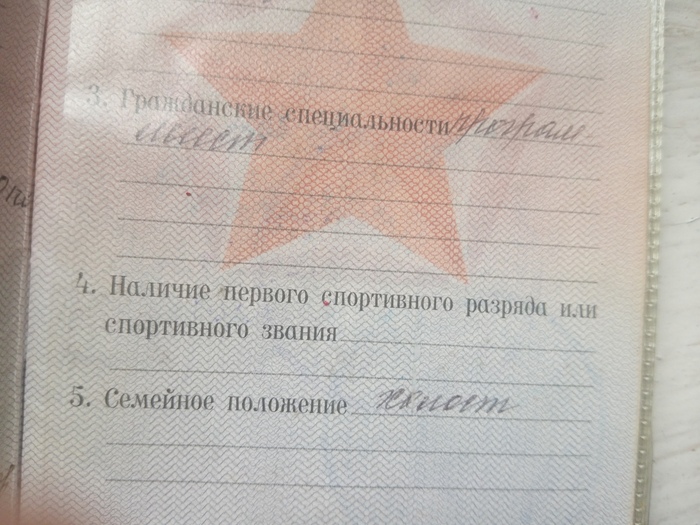 3. Гражданские специальности програм-
мист
4. Наличие первого спортивного разряда или
спортивного звания
5. Семейное положение холост